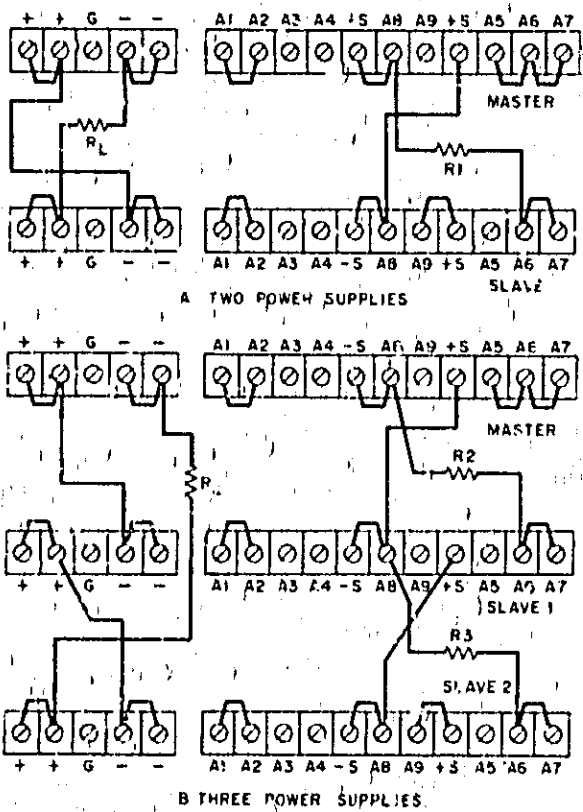 + + G - - A1 A2 A3 A4 -S A8 A9 +S A5 A6 A7
MASTER
RL
R1
+ + G - - A1 A2 A3 A4 -S A8 A9 +S A5 A6 A7
SLAVE
A TWO POWER SUPPLIES
+ + G - - A1 A2 A3 A4 -S A8 A9 +S A5 A6 A7
MASTER
R2
R
+ + G - - A1 A2 A3 A4 -S A8 A9 +S A5 A6 A7
SLAVE 1
R3
SLAVE 2
+ + G - - A1 A2 A3 A4 -S A8 A9 +S A5 A6 A7
B THREE POWER SUPPLIES